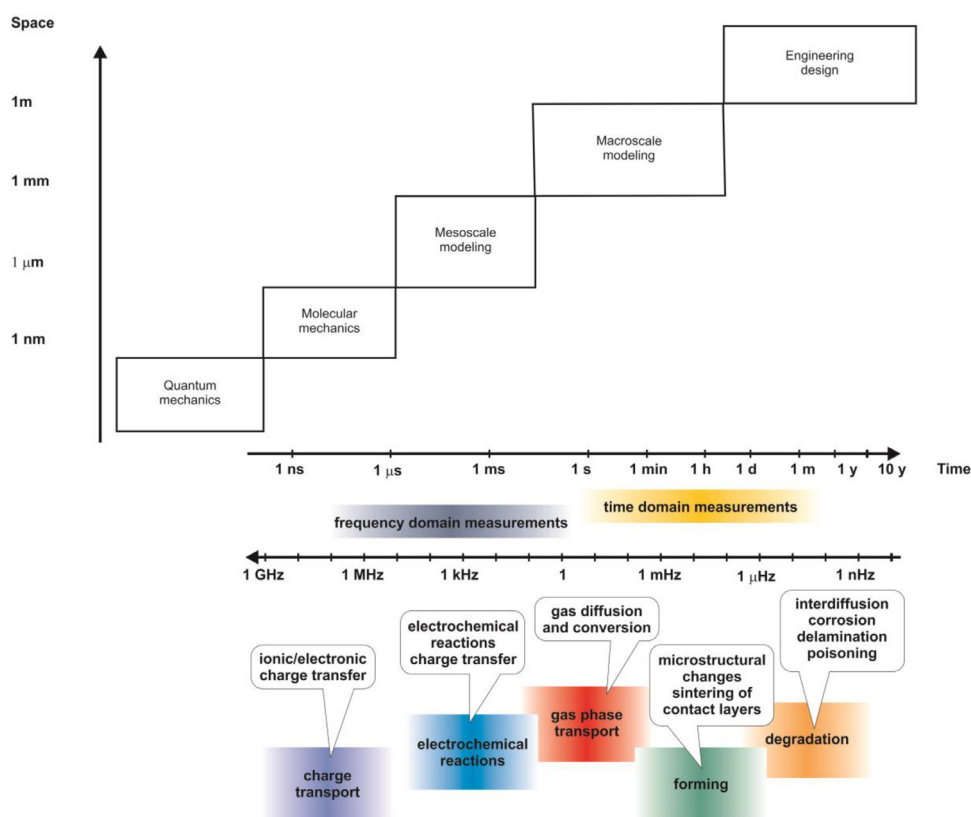 Space
Engineering
design
1m
Macroscale
modeling
1 mm
Mesoscale
modeling
1 μm
Molecular
mechanics
1 nm
Quantum
mechanics
1 ns
1 μs
1 ms
1 s
1 min
1 h
1 d
1 m
1 y
10 y
Time
frequency domain measurements
time domain measurements
1 GHz
1 MHz
1 kHz
1
1 mHz
1 μHz
1 nHz
ionic/electronic
charge transfer
electrochemical
reactions
charge transfer
gas diffusion
and conversion
microstructural
changes
sintering of
contact layers
interdiffusion
corrosion
delamination
poisoning
charge
transport
electrochemical
reactions
gas phase
transport
forming
degradation